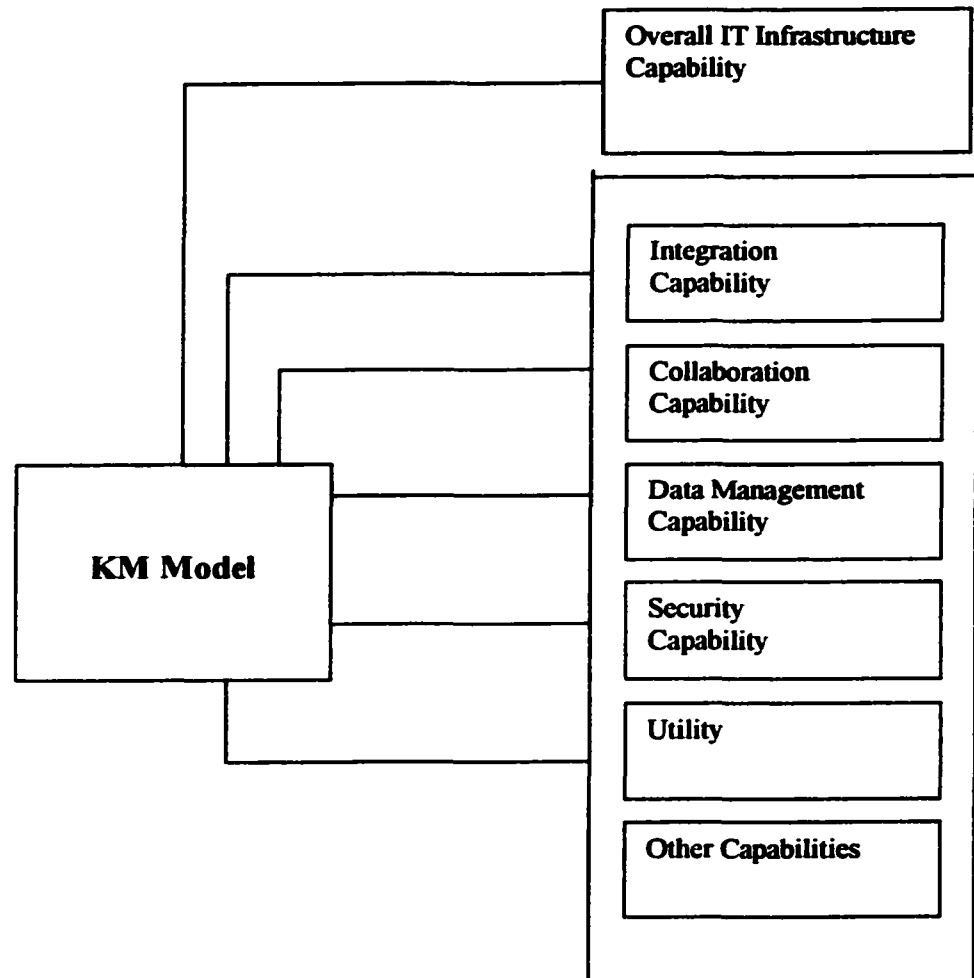 Overall IT Infrastructure
Capability
Integration
Capability
Collaboration
Capability
Data Management
Capability
KM Model
Security
Capability
Utility
Other Capabilities